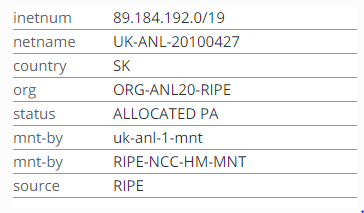 inetnum 89.184.192.0/19
netname UK-ANL-20100427
country SK
org ORG-ANL20-RIPE
status ALLOCATED PA
mnt-by uk-anl-1-mnt
mnt-by RIPE-NCC-HM-MNT
source RIPE